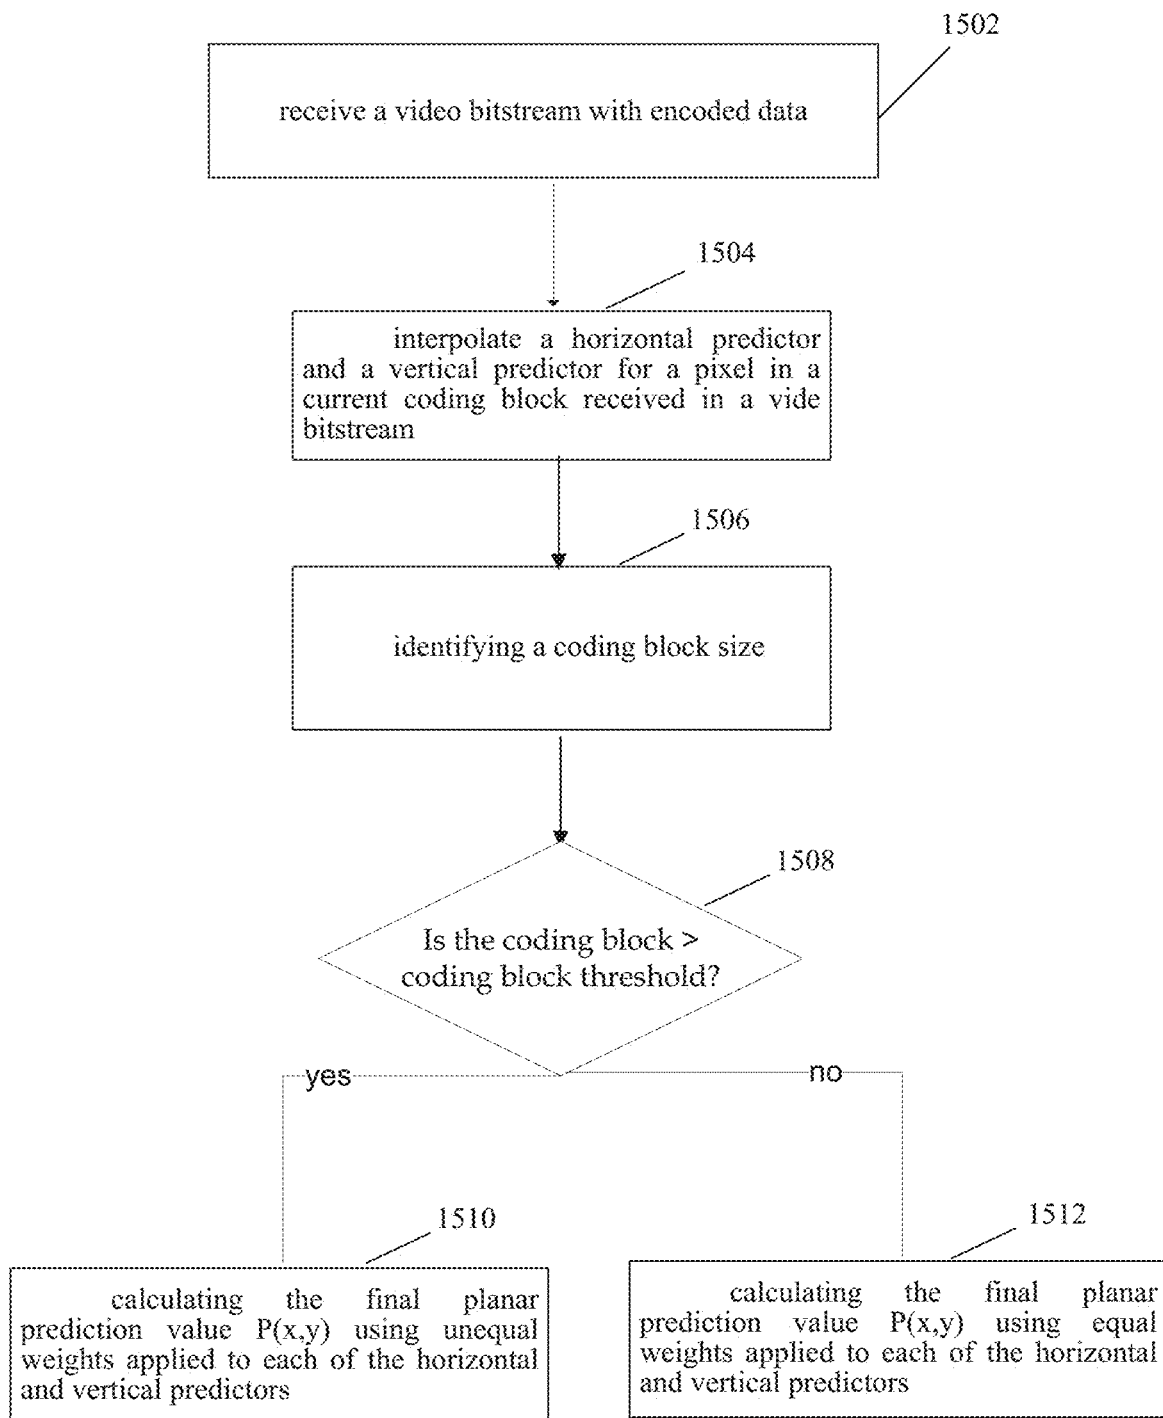 1502
receive a video bitstream with encoded data
1504
interpolate a horizontal predictor
and a vertical predictor for a pixel in a
current coding block received in a vide
bitstream
1506
identifying a coding block size
1508
Is the coding block >
coding block threshold?
yes
no
1510
calculating the final planar
prediction value P(x,y) using unequal
weights applied to each of the horizontal
and vertical predictors
1512
calculating the final planar
prediction value P(x,y) using equal
weights applied to each of the horizontal
and vertical predictors